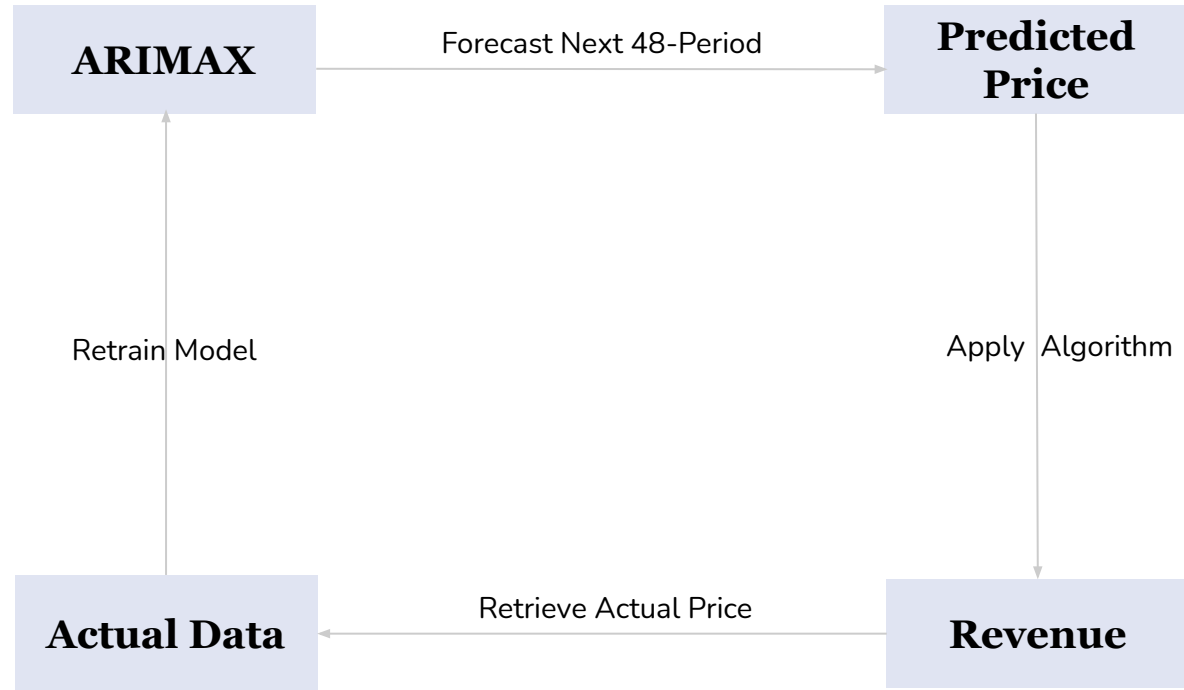 ARIMAX
Forecast Next 48-Period
Predicted
Price
Retrain Model
Apply Algorithm
Actual Data
Retrieve Actual Price
Revenue